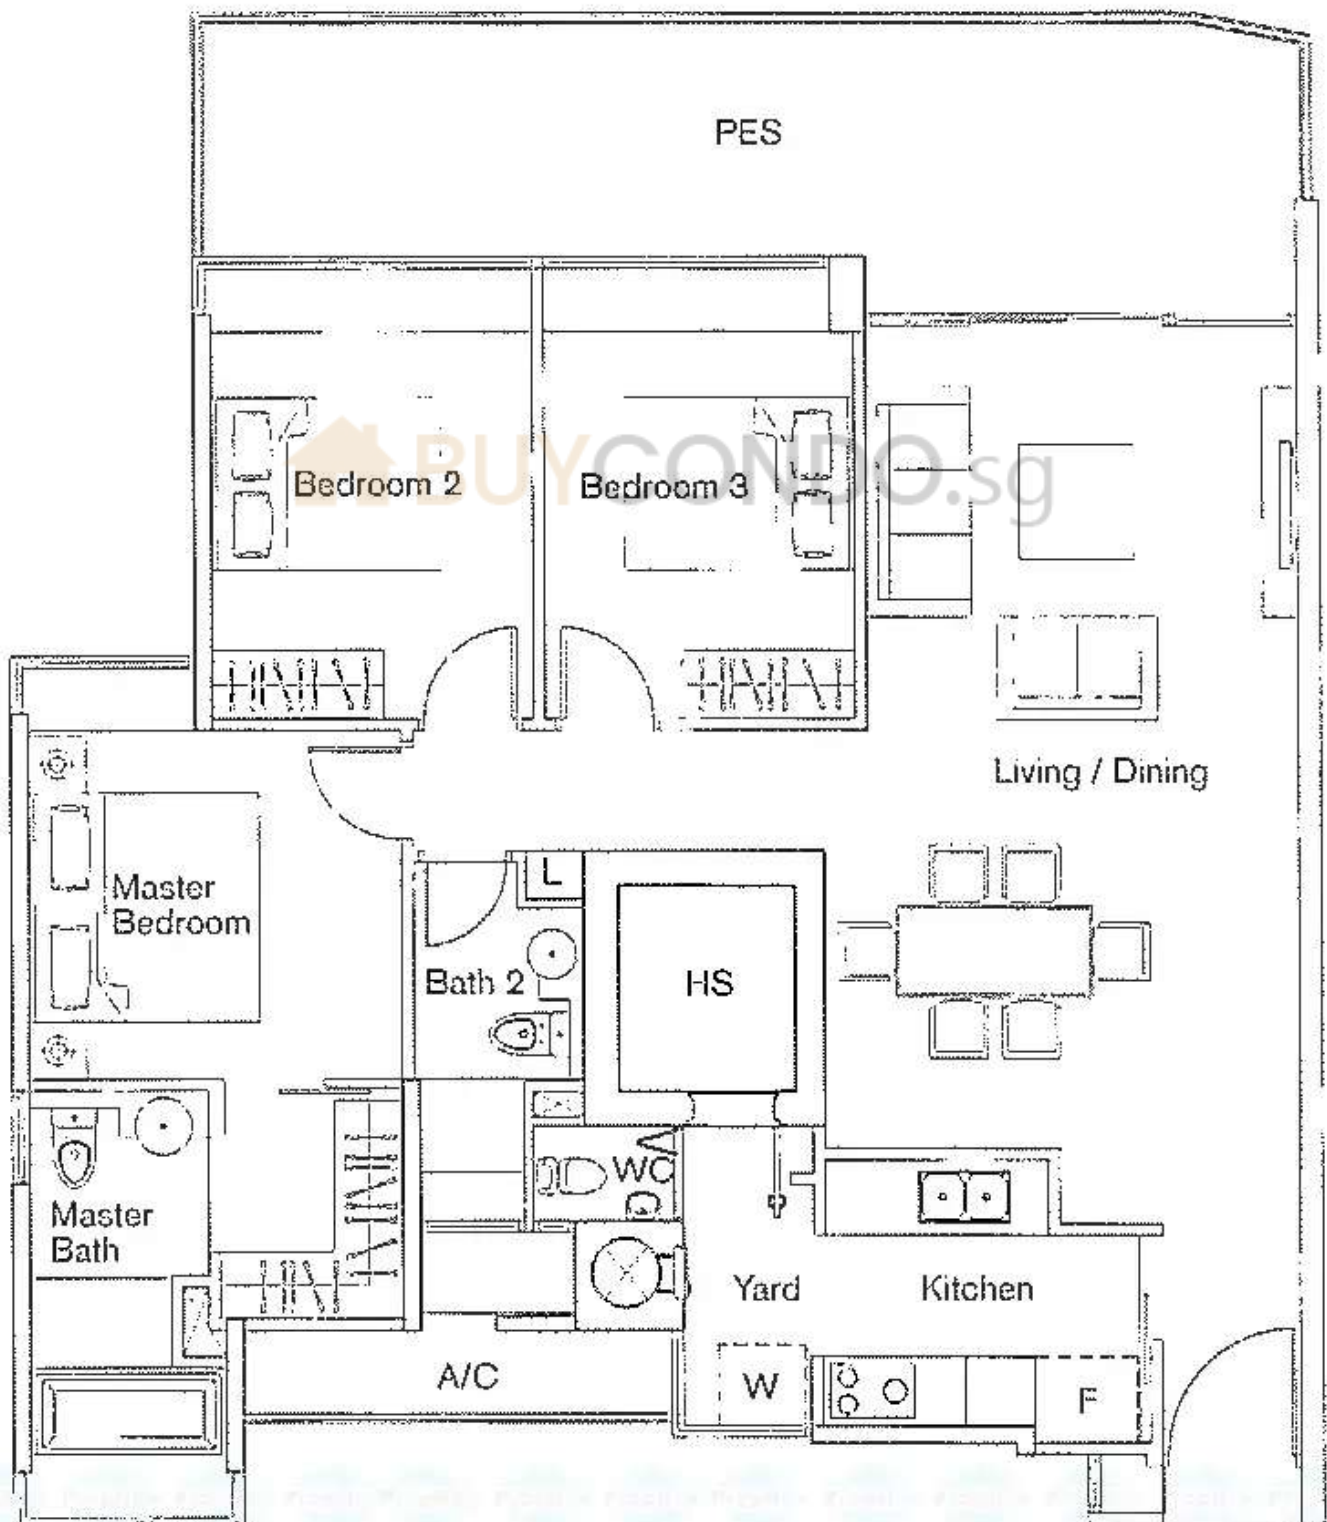 PES
BUYCONDO.sg
Bedroom 2
Bedroom 3
Living / Dining
Master
Bedroom
L
Bath 2
HS
WC
Master
Bath
Yard
Kitchen
A/C
W
F